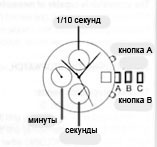 1/10 секунд
кнопка А
А В С
кнопка В
минуты
секунды